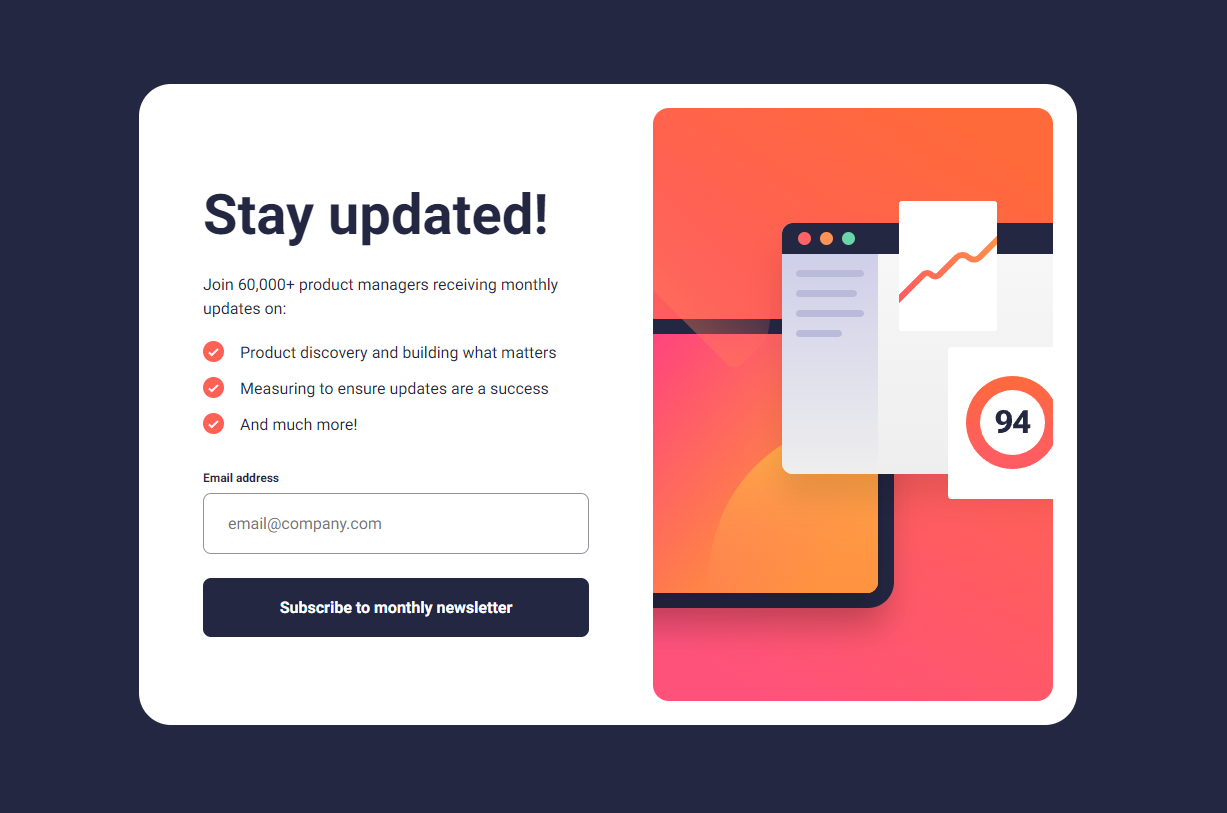 Stay updated!
Join 60,000+ product managers receiving monthly
updates on:
Product discovery and building what matters
Measuring to ensure updates are a success
And much more!
Email address
email@company.com
Subscribe to monthly newsletter
94